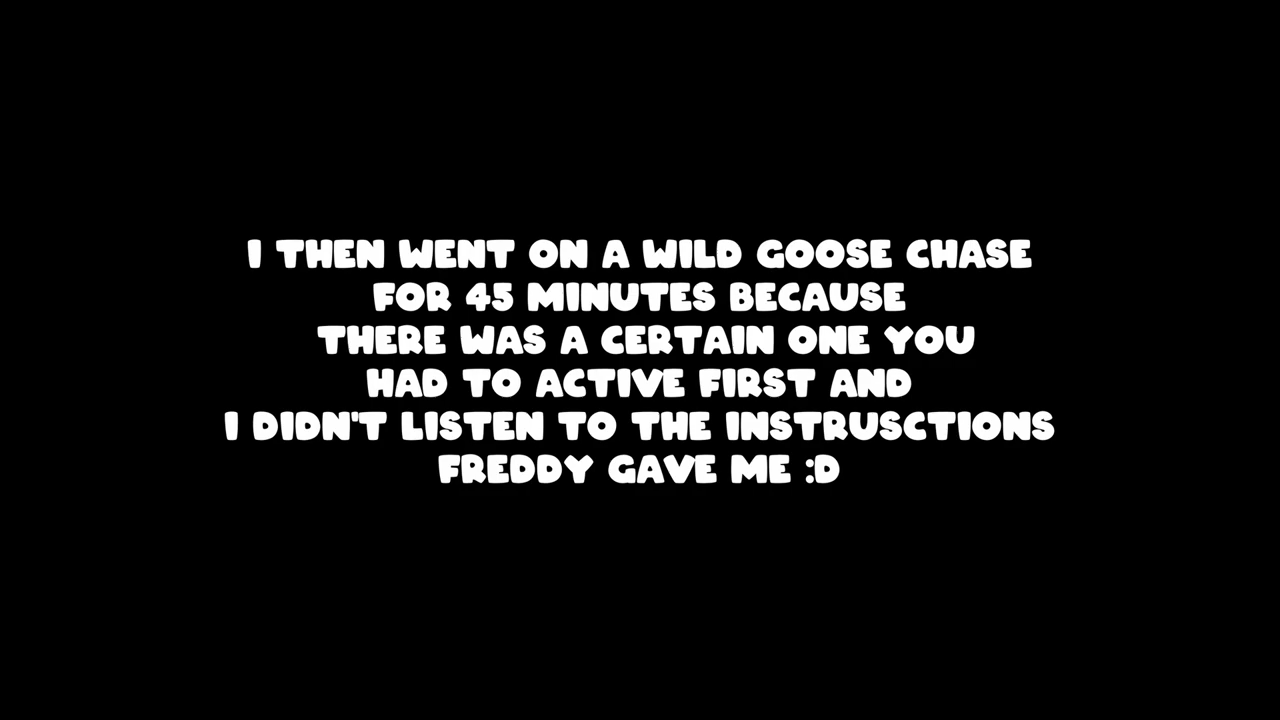 I THEN WENT ON A WILD GOOSE CHASE
FOR 45 MINUTES BECAUSE
THERE WAS A CERTAIN ONE YOU
HAD TO ACTIVE FIRST AND
I DIDN'T LISTEN TO THE INSTRUSCTIONS
FREDDY GAVE ME :D